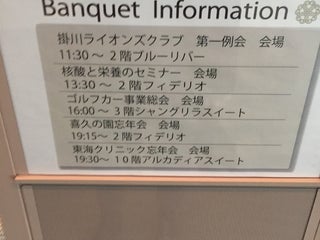 Banquet Information
掛川ライオンズクラブ　第一例会　会場
11:30～ 2階ブルーリバー
核酸と栄養のセミナー　会場
13:30～ 2階フィデリオ
ゴルフカー事業総会　会場
16:00～ 3階シャングリラスイート
喜久の園忘年会　会場
19:15～ 2階フィデリオ
東海クリニック忘年会　会場
19:30～ 10階アルカディアスイート